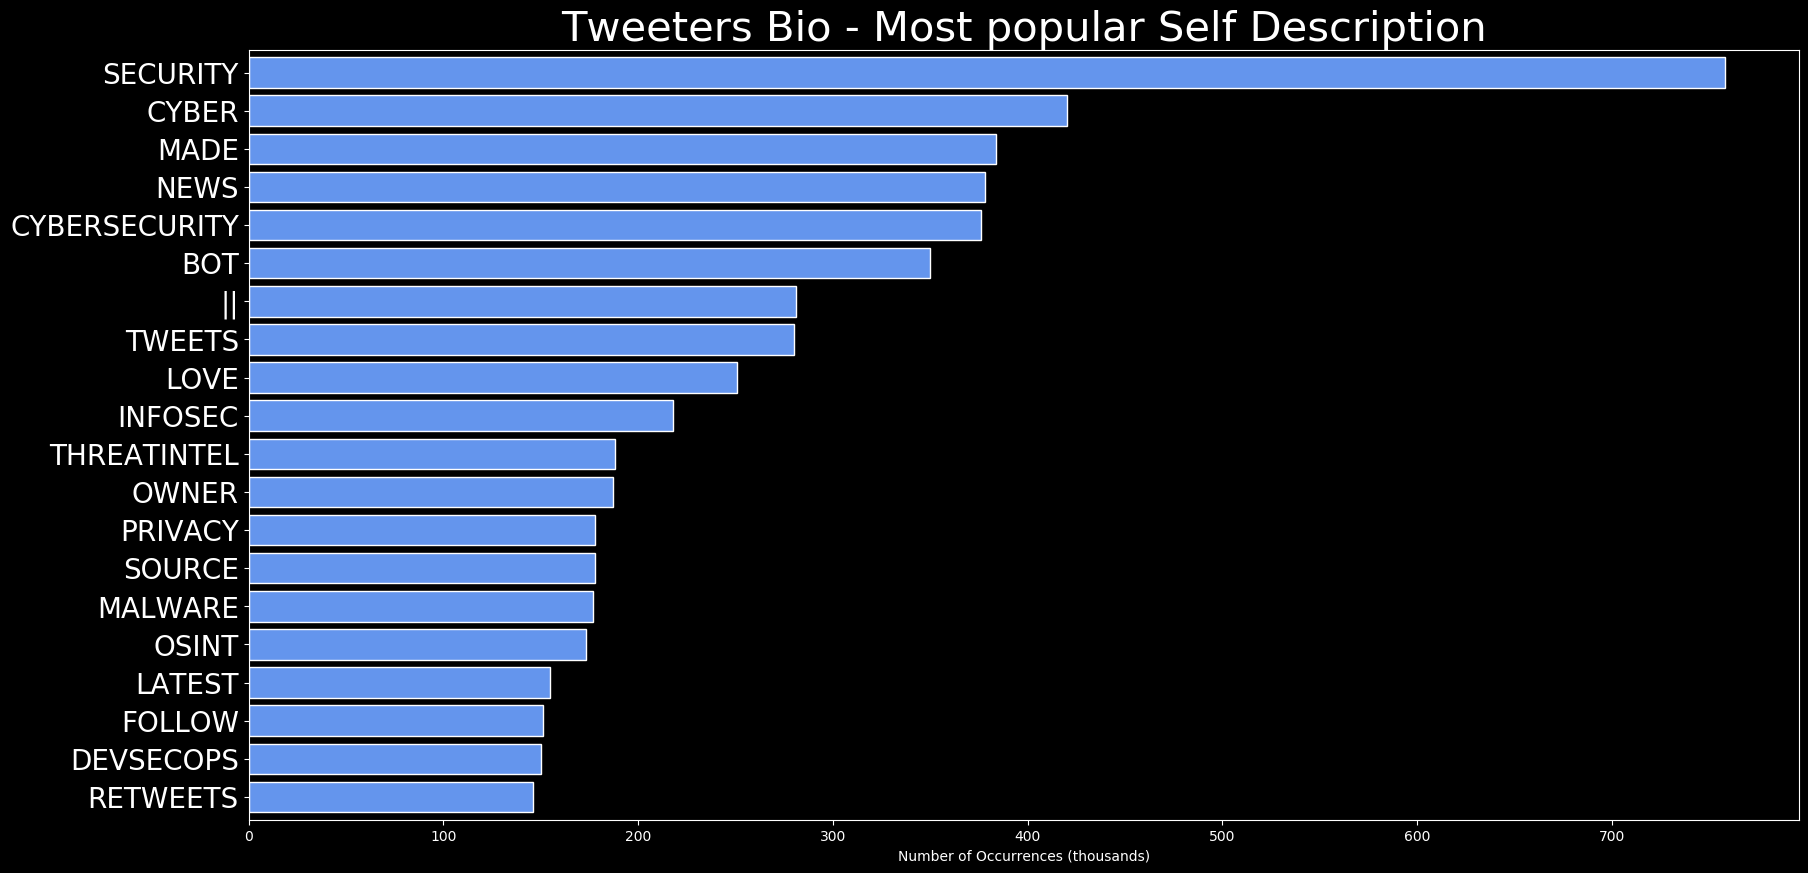 Tweeters Bio - Most popular Self Description
SECURITY
CYBER
MADE
NEWS
CYBERSECURITY
BOT
||
TWEETS
LOVE
INFOSEC
THREATINTEL
OWNER
PRIVACY
SOURCE
MALWARE
OSINT
LATEST
FOLLOW
DEVSECOPS
RETWEETS
0 100 200 300 400 500 600 700
Number of Occurrences (thousands)